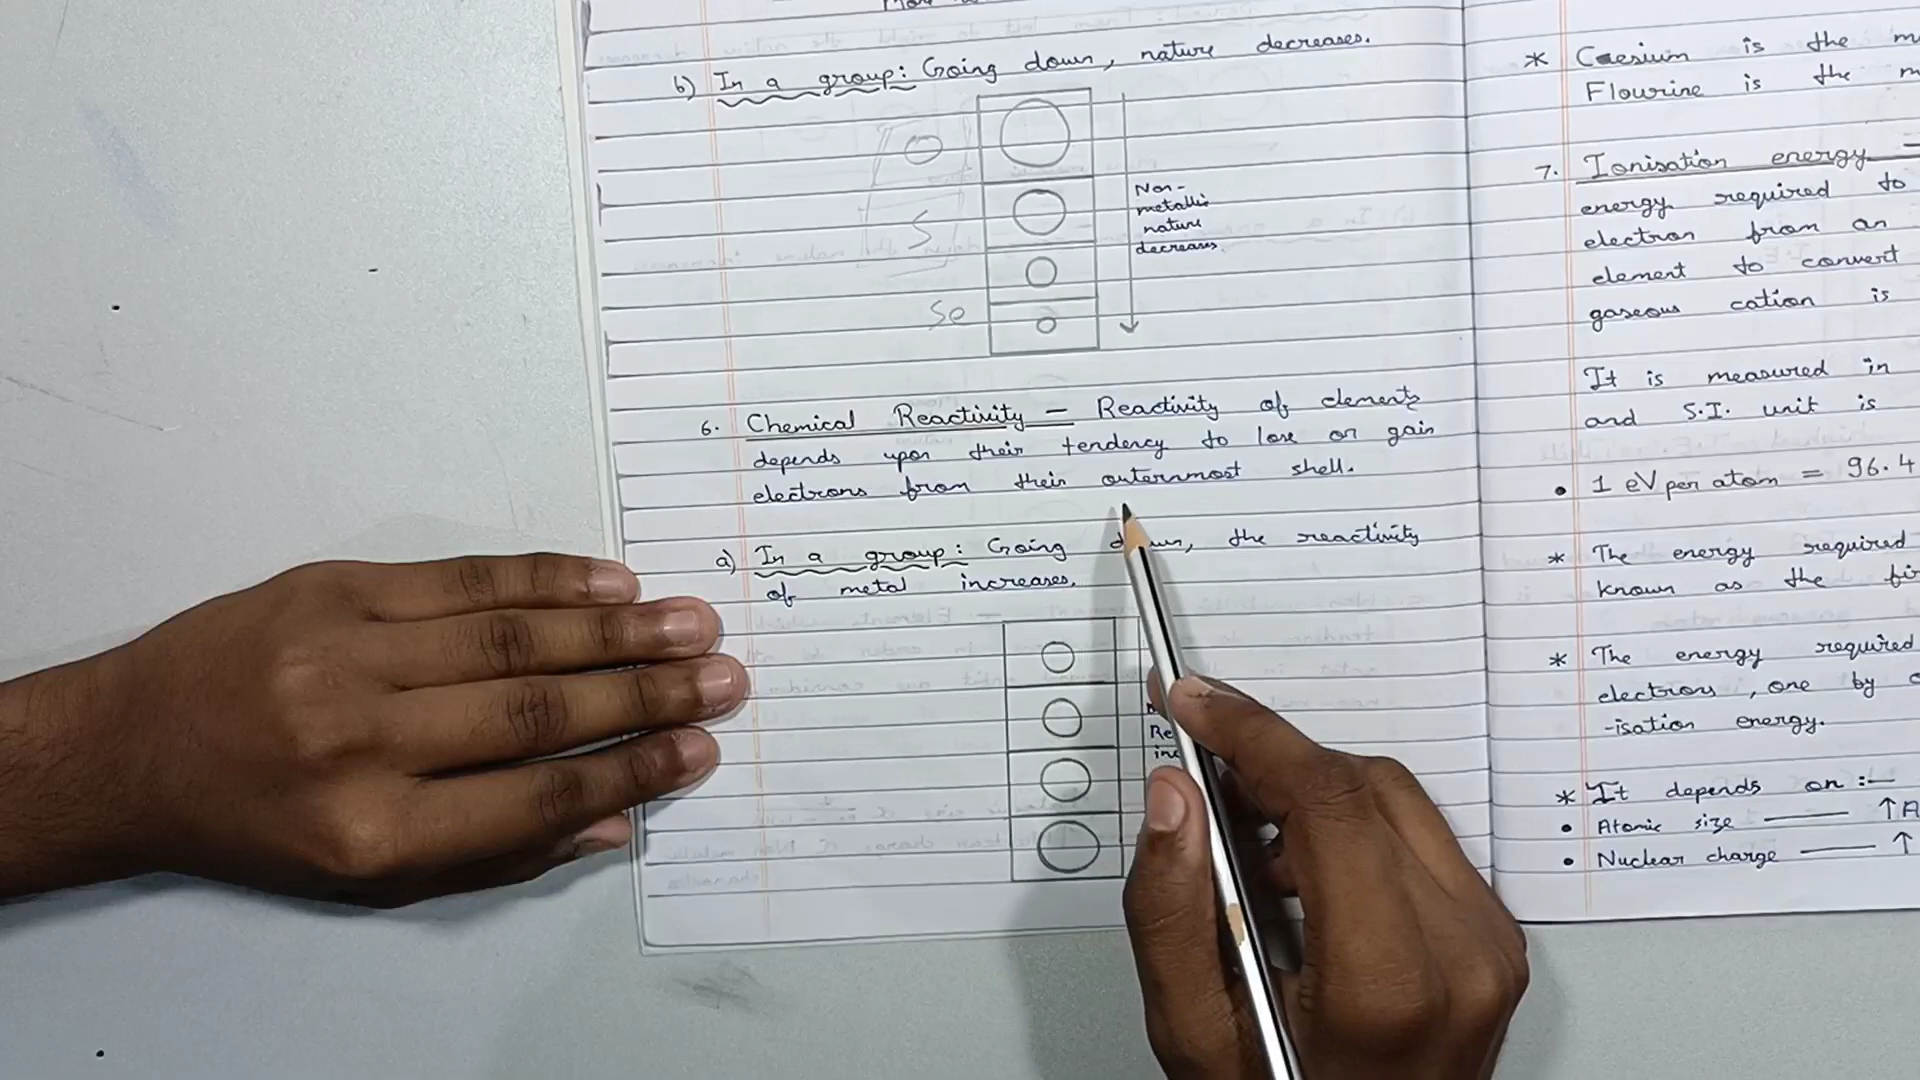 b) In a group: Going down, nature decreases.
O
S
Se
Non-
metallic
nature
decreases.
6. Chemical Reactivity — Reactivity of elements
depends upon their tendency to lose or gain
electrons from their outermost shell.
a) In a group: Going down, the reactivity
of metal increases.
Re
inc
* Caesium is the m
Flourine is the m
7. Ionisation energy —
energy required to
electron from an
element to convert
gaseous cation is
It is measured in
and S.I. unit is
• 1 eV per atom = 96.4
* The energy required
known as the fir
* The energy required
electrons, one by o
-isation energy.
* It depends on :—
• Atomic size —— ↑A
• Nuclear charge —— ↑